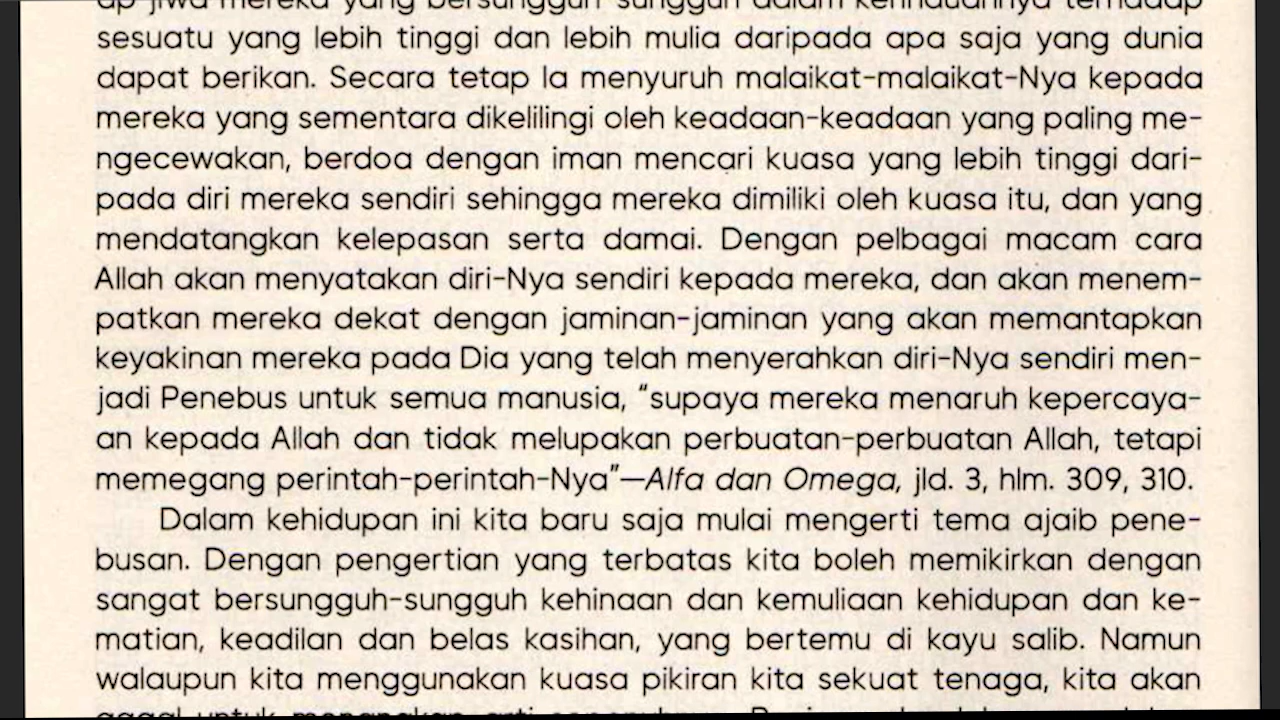 sesuatu yang lebih tinggi dan lebih mulia daripada apa saja yang dunia
dapat berikan. Secara tetap Ia menyuruh malaikat-malaikat-Nya kepada
mereka yang sementara dikelilingi oleh keadaan-keadaan yang paling me-
ngecewakan, berdoa dengan iman mencari kuasa yang lebih tinggi dari-
pada diri mereka sendiri sehingga mereka dimiliki oleh kuasa itu, dan yang
mendatangkan kelepasan serta damai. Dengan pelbagai macam cara
Allah akan menyatakan diri-Nya sendiri kepada mereka, dan akan menem-
patkan mereka dekat dengan jaminan-jaminan yang akan memantapkan
keyakinan mereka pada Dia yang telah menyerahkan diri-Nya sendiri men-
jadi Penebus untuk semua manusia, “supaya mereka menaruh kepercaya-
an kepada Allah dan tidak melupakan perbuatan-perbuatan Allah, tetapi
memegang perintah-perintah-Nya”—Alfa dan Omega, jld. 3, hlm. 309, 310.
Dalam kehidupan ini kita baru saja mulai mengerti tema ajaib pene-
busan. Dengan pengertian yang terbatas kita boleh memikirkan dengan
sangat bersungguh-sungguh kehinaan dan kemuliaan kehidupan dan ke-
matian, keadilan dan belas kasihan, yang bertemu di kayu salib. Namun
walaupun kita menggunakan kuasa pikiran kita sekuat tenaga, kita akan